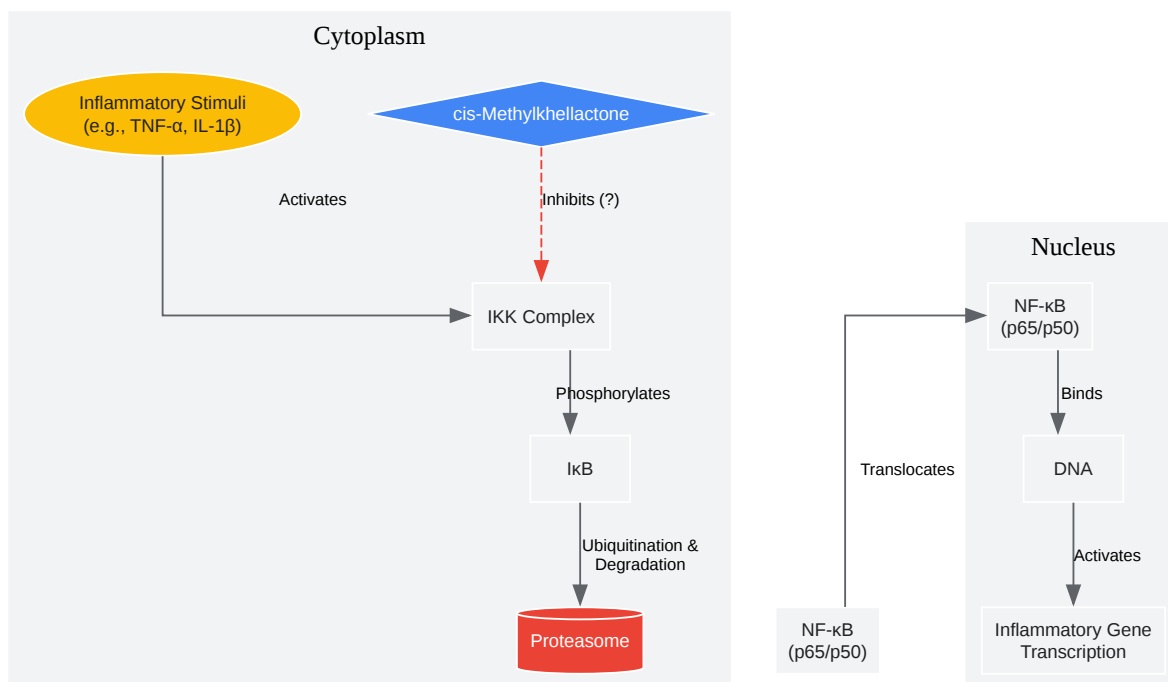 Cytoplasm
Inflammatory Stimuli
(e.g., TNF-α, IL-1β)
cis-Methylkhellactone
Activates
Inhibits (?)
IKK Complex
Phosphorylates
IκB
Ubiquitination &
Degradation
Proteasome
NF-κB
(p65/p50)
Translocates
Nucleus
NF-κB
(p65/p50)
Binds
DNA
Activates
Inflammatory Gene
Transcription